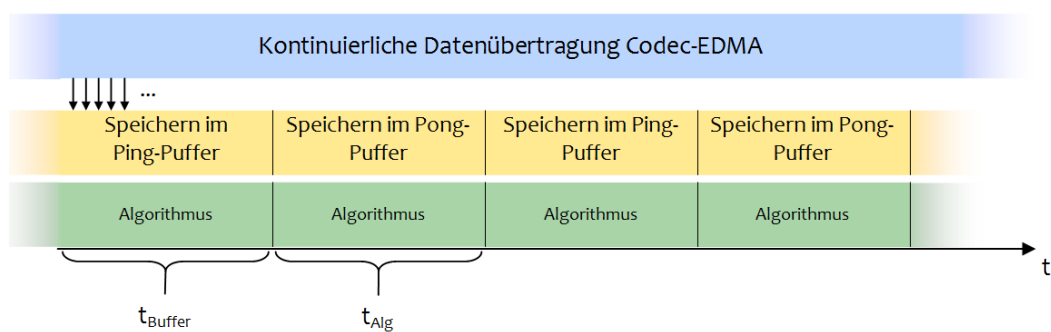 Kontinuierliche Datenübertragung Codec-EDMA
...
Speichern im
Ping-Puffer
Speichern im Pong-
Puffer
Speichern im Ping-
Puffer
Speichern im Pong-
Puffer
Algorithmus
Algorithmus
Algorithmus
Algorithmus
t
tBuffer
tAlg